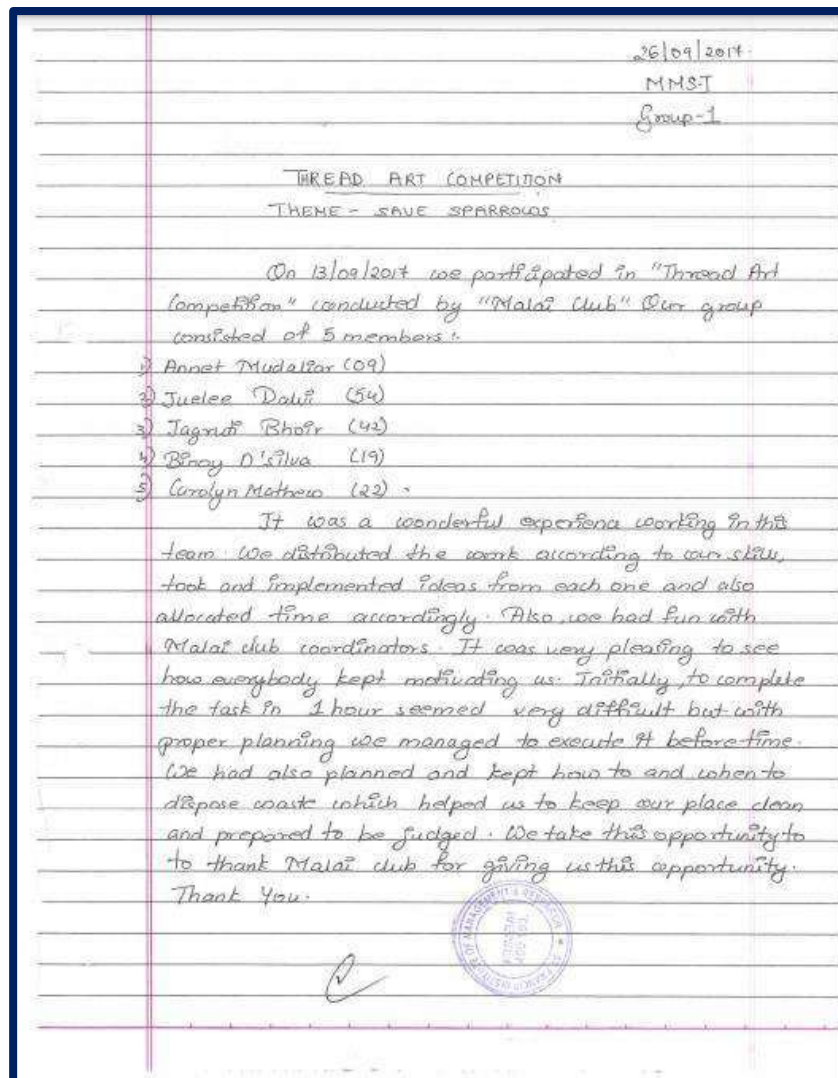 26/09/2017.
MMS-I
Group-1
THREAD ART COMPETITION
THEME - SAVE SPARROWS
On 13/09/2017 we participated in "Thread Art
Competition" conducted by "Malai Club" Our group
consisted of 5 members :-
1) Annet Mudaliar (09)
2) Juelee Dalvi (54)
3) Jagruti Bhoir (42)
4) Binoy D'silva (19)
5) Carolyn Mathew (22) .
It was a wonderful experienc working in this
team. We distributed the work according to our skill,
took and implemented ideas from each one and also
allocated time accordingly. Also, we had fun with
Malai club coordinators. It was very pleasing to see
how everybody kept motivating us. Initially, to complete
the task in 1 hour seemed very difficult but with
proper planning we managed to execute it before time.
We had also planned and kept how to and when to
dispose waste which helped us to keep our place clean
and prepared to be judged. We take this opportunity to
to thank Malai club for giving us this opportunity.
Thank You.
ST. FRANCIS INSTITUTE OF MANAGEMENT & RESEARCH